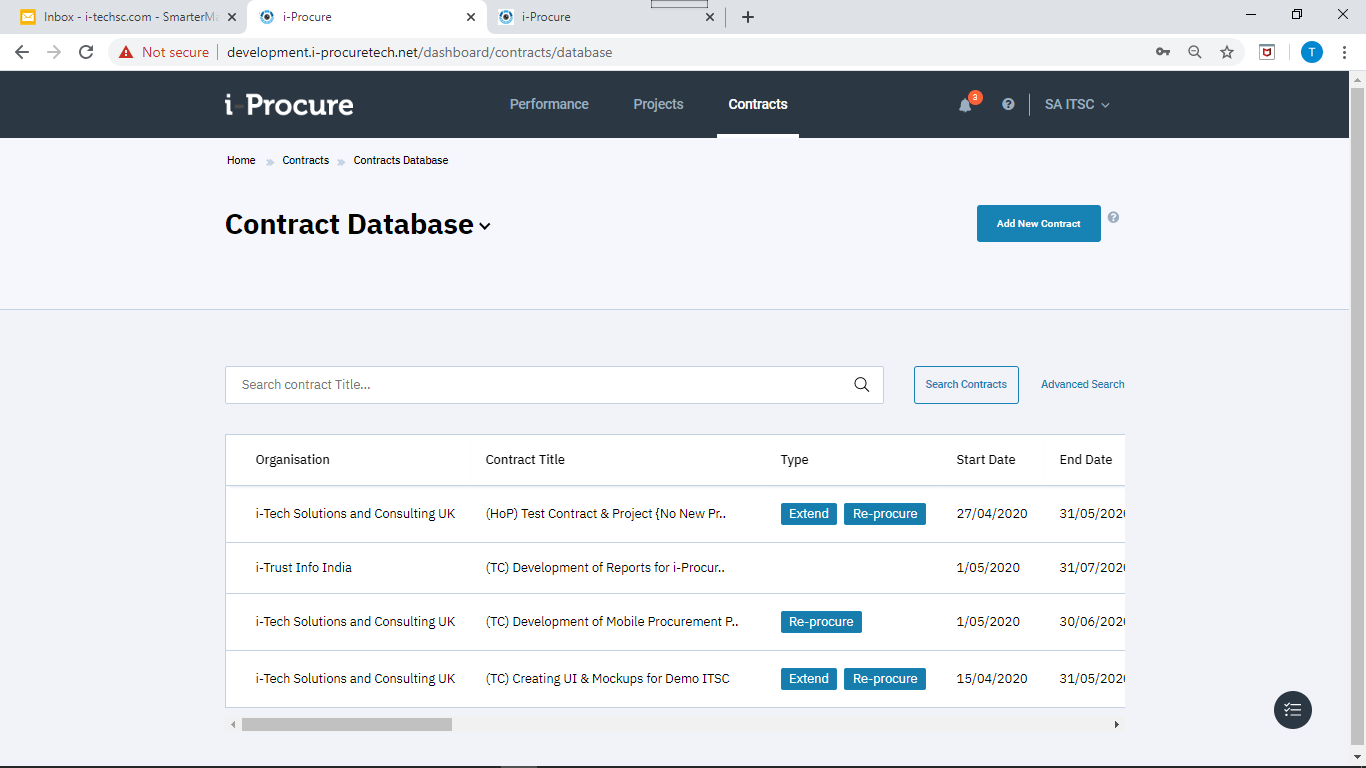 Inbox - i-techsc.com - SmarterMa
i-Procure
i-Procure
Not secure
development.i-procuretech.net/dashboard/contracts/database
T
i-Procure
Performance
Projects
Contracts
3
SA ITSC
Home » Contracts » Contracts Database
Contract Database
Add New Contract
Search contract Title...
Search Contracts
Advanced Search
Organisation Contract Title Type Start Date End Date
i-Tech Solutions and Consulting UK (HoP) Test Contract & Project {No New Pr.. Extend Re-procure 27/04/2020 31/05/2020
i-Trust Info India (TC) Development of Reports for i-Procur.. 1/05/2020 31/07/2020
i-Tech Solutions and Consulting UK (TC) Development of Mobile Procurement P.. Re-procure 1/05/2020 30/06/2020
i-Tech Solutions and Consulting UK (TC) Creating UI & Mockups for Demo ITSC Extend Re-procure 15/04/2020 31/05/2020